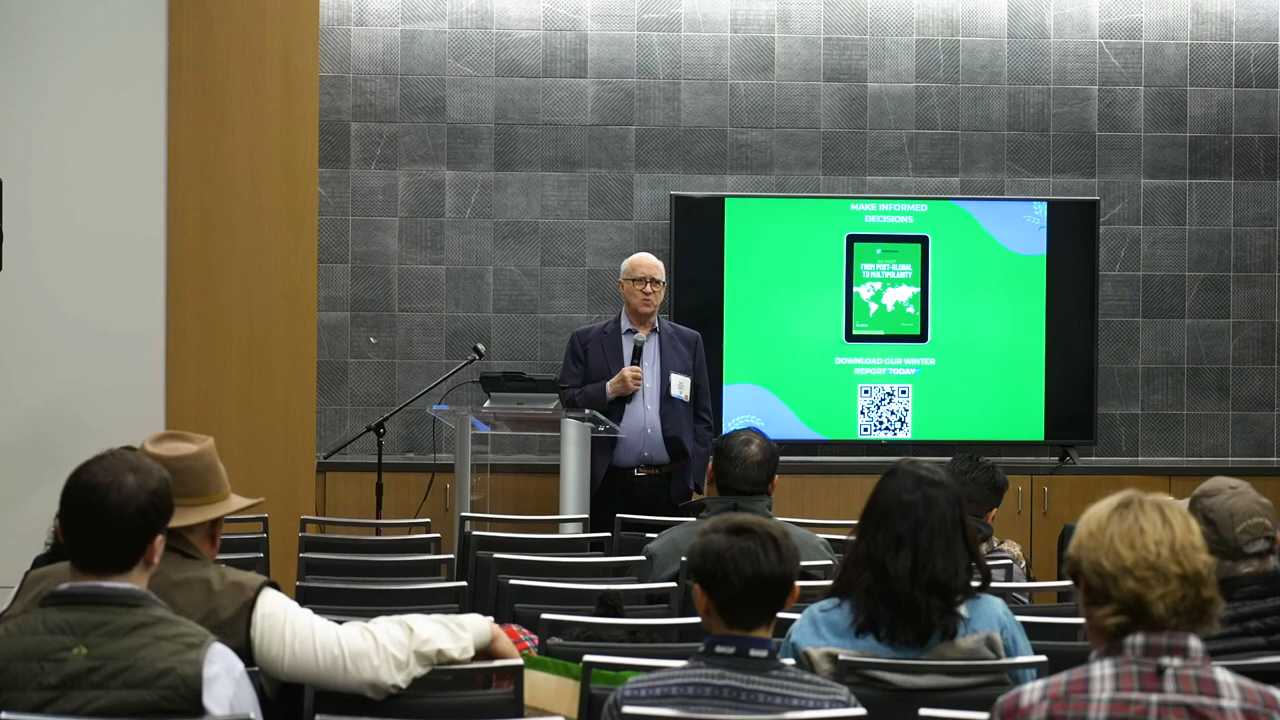 MAKE INFORMED
DECISIONS
FROM POST-GLOBAL
TO MULTIPOLARITY
DOWNLOAD OUR WINTER
REPORT TODAY